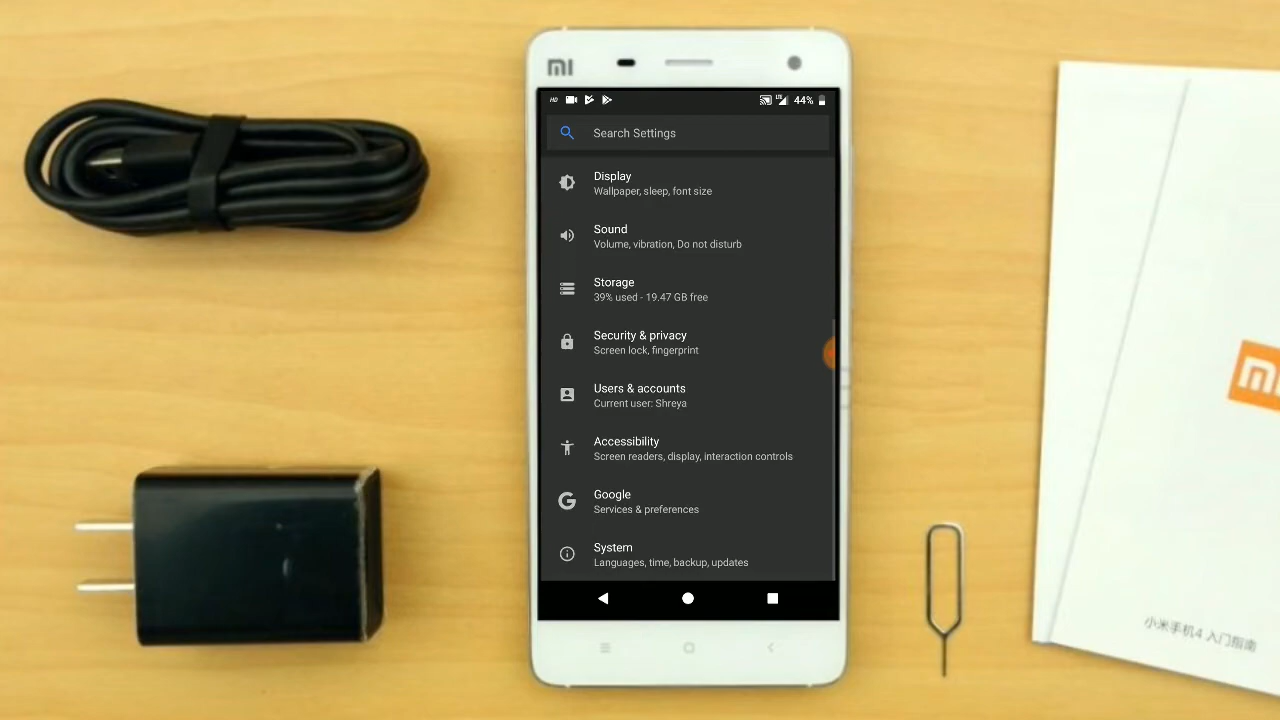 MI
HD
LTE
44%
Search Settings
Display
Wallpaper, sleep, font size
Sound
Volume, vibration, Do not disturb
Storage
39% used - 19.47 GB free
Security & privacy
Screen lock, fingerprint
Users & accounts
Current user: Shreya
Accessibility
Screen readers, display, interaction controls
Google
Services & preferences
System
Languages, time, backup, updates
小米手机4 入门指南